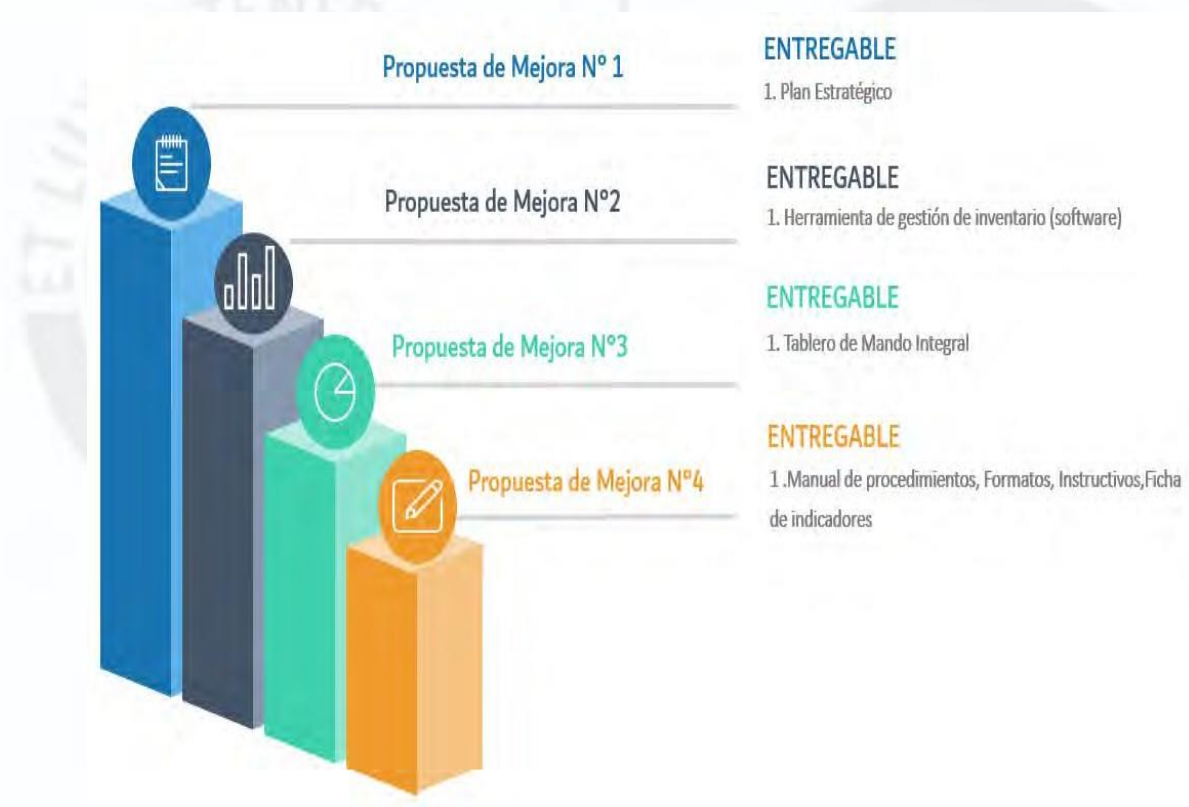 Propuesta de Mejora N° 1
ENTREGABLE
1. Plan Estratégico
Propuesta de Mejora N°2
ENTREGABLE
1. Herramienta de gestión de inventario (software)
Propuesta de Mejora N°3
ENTREGABLE
1. Tablero de Mando Integral
Propuesta de Mejora N°4
ENTREGABLE
1 .Manual de procedimientos, Formatos, Instructivos,Ficha
de indicadores